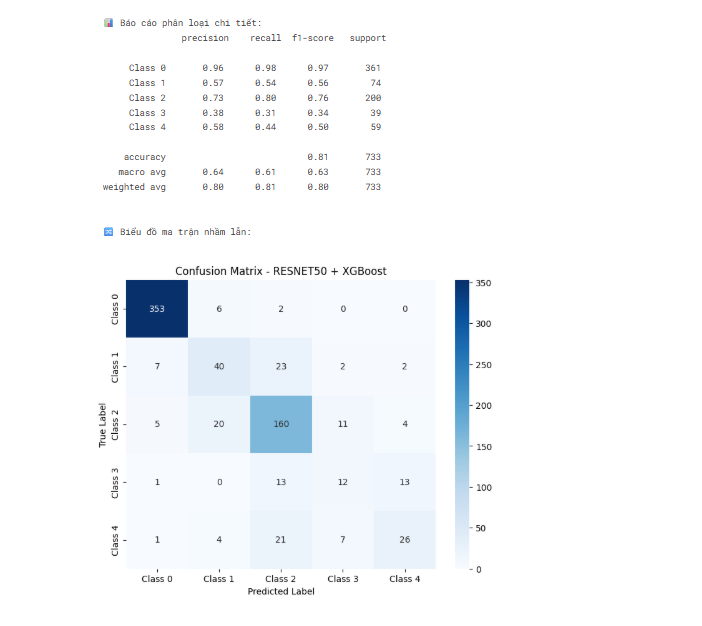 📊 Báo cáo phân loại chi tiết:
precision recall f1-score support
Class 0 0.96 0.98 0.97 361
Class 1 0.57 0.54 0.56 74
Class 2 0.73 0.80 0.76 200
Class 3 0.38 0.31 0.34 39
Class 4 0.58 0.44 0.50 59
accuracy 0.81 733
macro avg 0.64 0.61 0.63 733
weighted avg 0.80 0.81 0.80 733
🔀 Biểu đồ ma trận nhầm lẫn:
Confusion Matrix - RESNET50 + XGBoost
True Label
Class 0 353 6 2 0 0
Class 1 7 40 23 2 2
Class 2 5 20 160 11 4
Class 3 1 0 13 12 13
Class 4 1 4 21 7 26
Class 0 Class 1 Class 2 Class 3 Class 4
Predicted Label
350
300
250
200
150
100
50
0